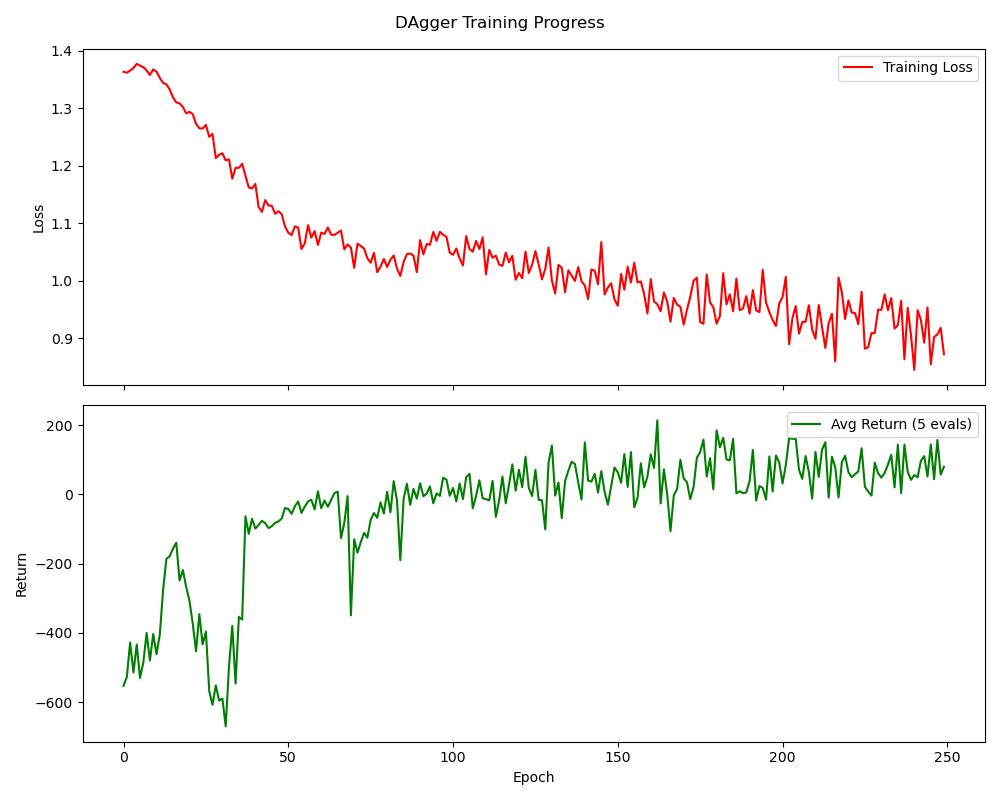 DAgger Training Progress
1.4
1.3
1.2
1.1
1.0
0.9
Loss
Training Loss
200
0
−200
−400
−600
Return
Avg Return (5 evals)
0
50
100
150
200
250
Epoch